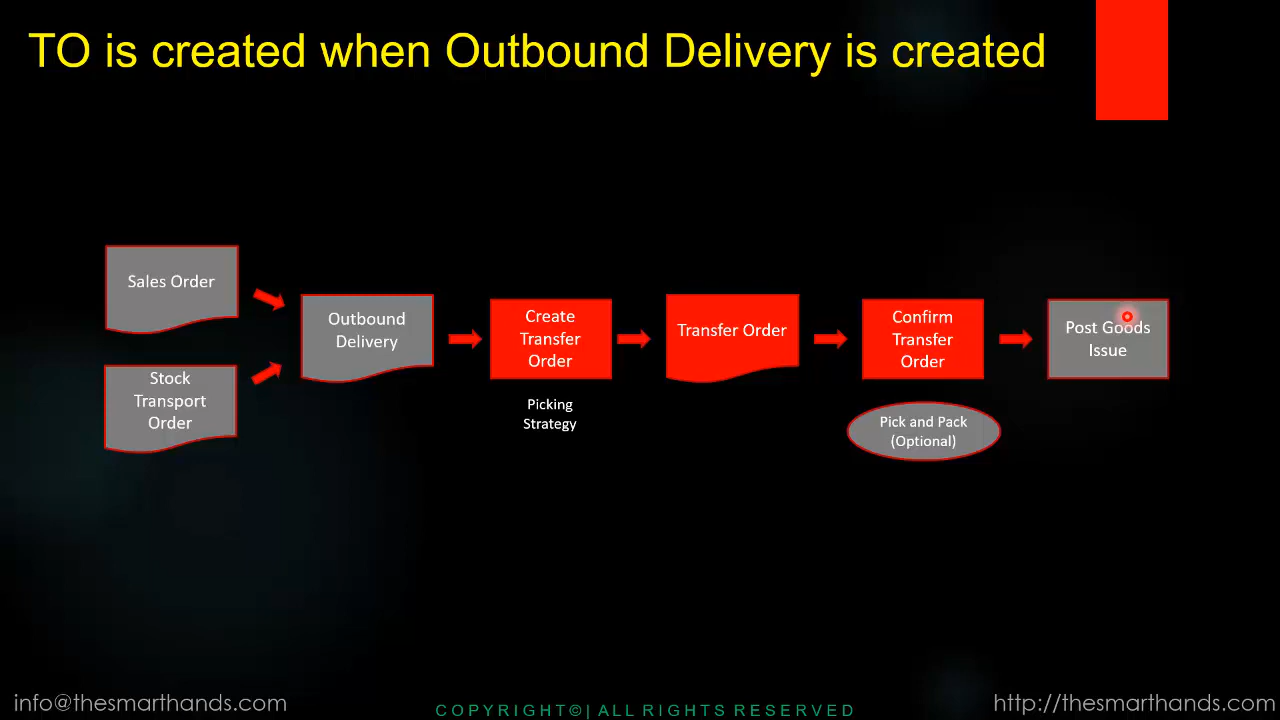 TO is created when Outbound Delivery is created
Sales Order
Stock
Transport
Order
Outbound
Delivery
Create
Transfer
Order
Picking
Strategy
Transfer Order
Confirm
Transfer
Order
Pick and Pack
(Optional)
Post Goods
Issue
info@thesmarthands.com
COPYRIGHT©| ALL RIGHTS RESERVED
http://thesmarthands.com